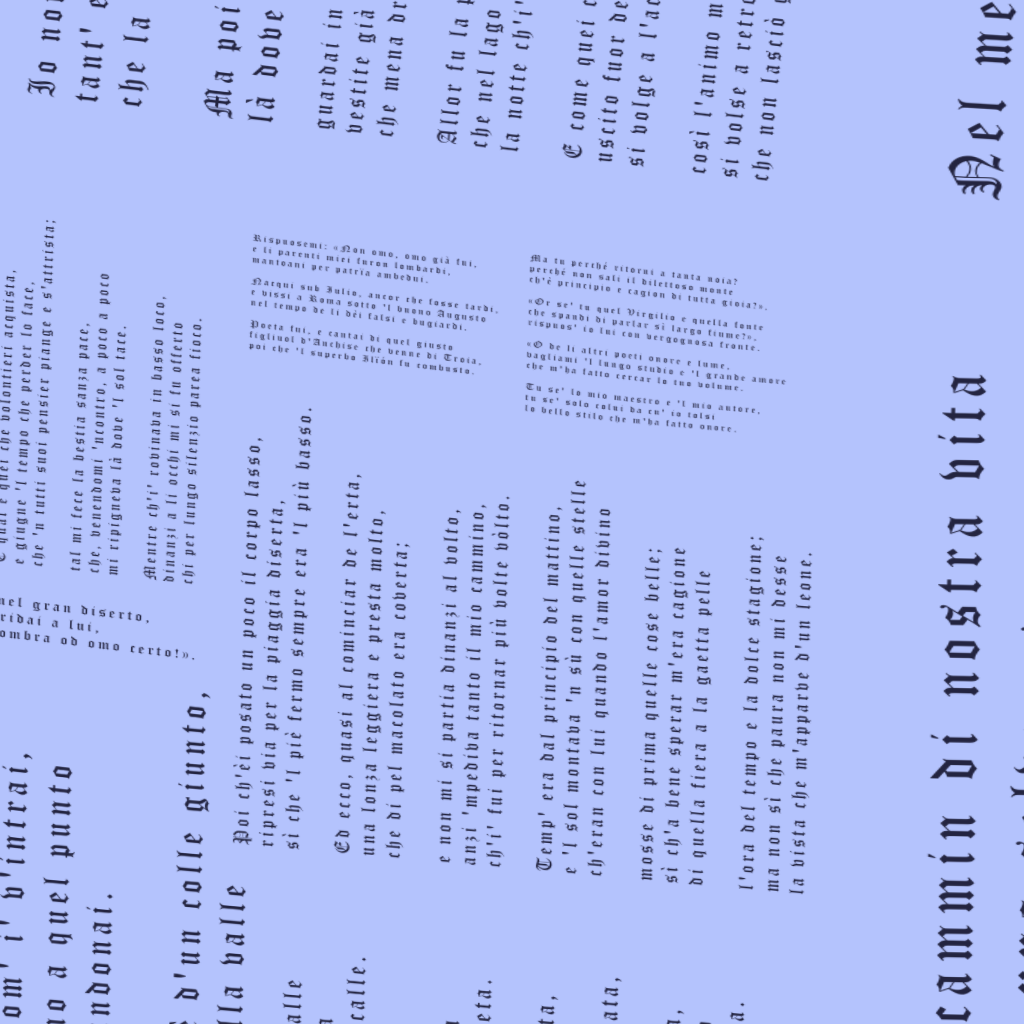 Nel me
cammin di nostra vita
Io non
tant' è
che la
Ma poi
là dove
guardai in
vestite già
che mena dr
Allor fu la p
che nel lago
la notte ch'i'
E come quei c
uscito fuor de
si volge a l'ac
così l'animo m
si volse a retro
che non lasciò
om' i' v'intrai,
a quel punto
ndonai.
d'un colle giunto,
lla valle
alle
calle.
eta.
ata,
Poi ch'èi posato un poco il corpo lasso,
ripresi via per la piaggia diserta,
sì che 'l piè fermo sempre era 'l più basso.
Ed ecco, quasi al cominciar de l'erta,
una lonza leggiera e presta molto,
che di pel macolato era coverta;
e non mi si partia dinanzi al volto,
anzi 'mpediva tanto il mio cammino,
ch'i' fui per ritornar più volte vòlto.
Temp' era dal principio del mattino,
e 'l sol montava 'n sù con quelle stelle
ch'eran con lui quando l'amor divino
mosse di prima quelle cose belle;
sì ch'a bene sperar m'era cagione
di quella fiera a la gaetta pelle
l'ora del tempo e la dolce stagione;
ma non sì che paura non mi desse
la vista che m'apparve d'un leone.
qual è quei che volontieri acquista,
e giugne 'l tempo che perder lo face,
che 'n tutti suoi pensier piange e s'attrista;
tal mi fece la bestia sanza pace,
che, venendomi 'ncontro, a poco a poco
mi ripigneva là dove 'l sol tace.
Mentre ch'i' rovinava in basso loco,
dinanzi a li occhi mi si fu offerto
chi per lungo silenzio parea fioco.
nel gran diserto,
ridai a lui,
ombra od omo certo!».
Rispuosemi: «Non omo, omo già fui,
e li parenti miei furon lombardi,
mantoani per patrïa ambedui.
Nacqui sub Iulio, ancor che fosse tardi,
e vissi a Roma sotto 'l buono Augusto
nel tempo de li dèi falsi e bugiardi.
Poeta fui, e cantai di quel giusto
figliuol d'Anchise che venne di Troia,
poi che 'l superbo Ilïón fu combusto.
Ma tu perché ritorni a tanta noia?
perché non sali il dilettoso monte
ch'è principio e cagion di tutta gioia?».
«Or se' tu quel Virgilio e quella fonte
che spandi di parlar sì largo fiume?»,
rispuos' io lui con vergognosa fronte.
«O de li altri poeti onore e lume,
vagliami 'l lungo studio e 'l grande amore
che m'ha fatto cercar lo tuo volume.
Tu se' lo mio maestro e 'l mio autore,
tu se' solo colui da cu' io tolsi
lo bello stilo che m'ha fatto onore.